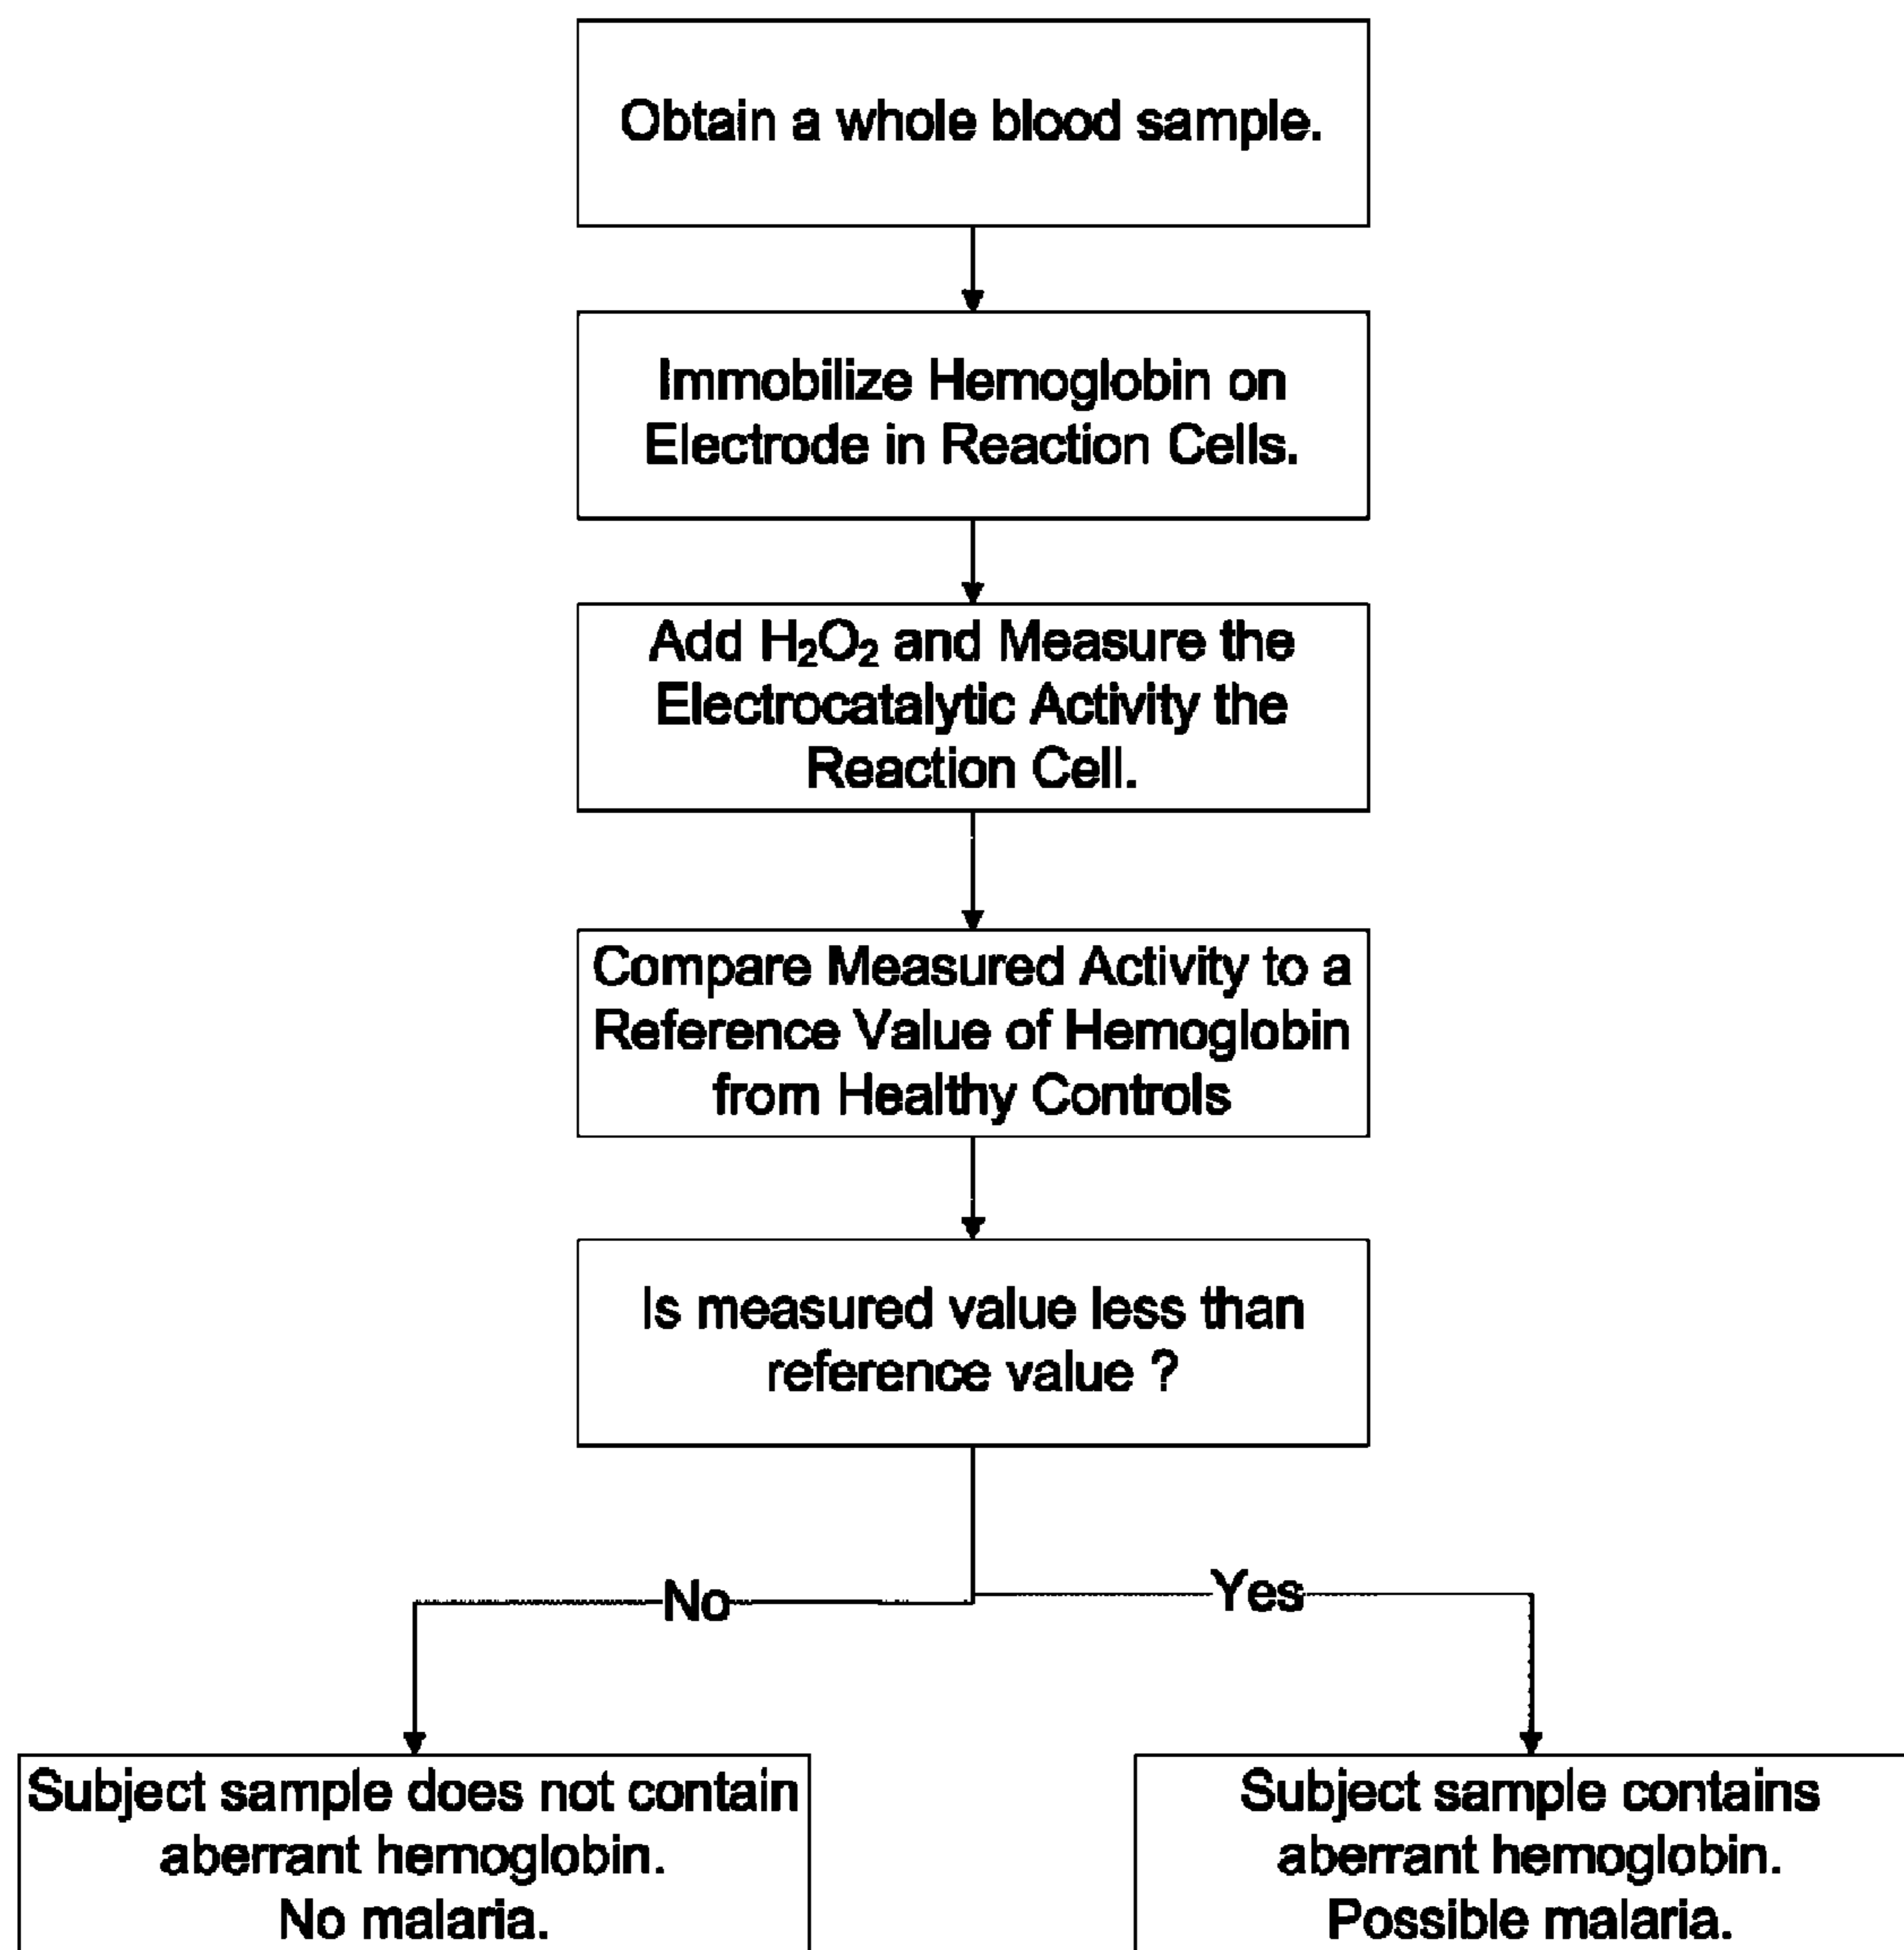 Obtain a whole blood sample.
Immobilize Hemoglobin on
Electrode in Reaction Cells.
Add H₂O₂ and Measure the
Electrocatalytic Activity the
Reaction Cell.
Compare Measured Activity to a
Reference Value of Hemoglobin
from Healthy Controls
Is measured value less than
reference value ?
No
Yes
Subject sample does not contain
aberrant hemoglobin.
No malaria.
Subject sample contains
aberrant hemoglobin.
Possible malaria.